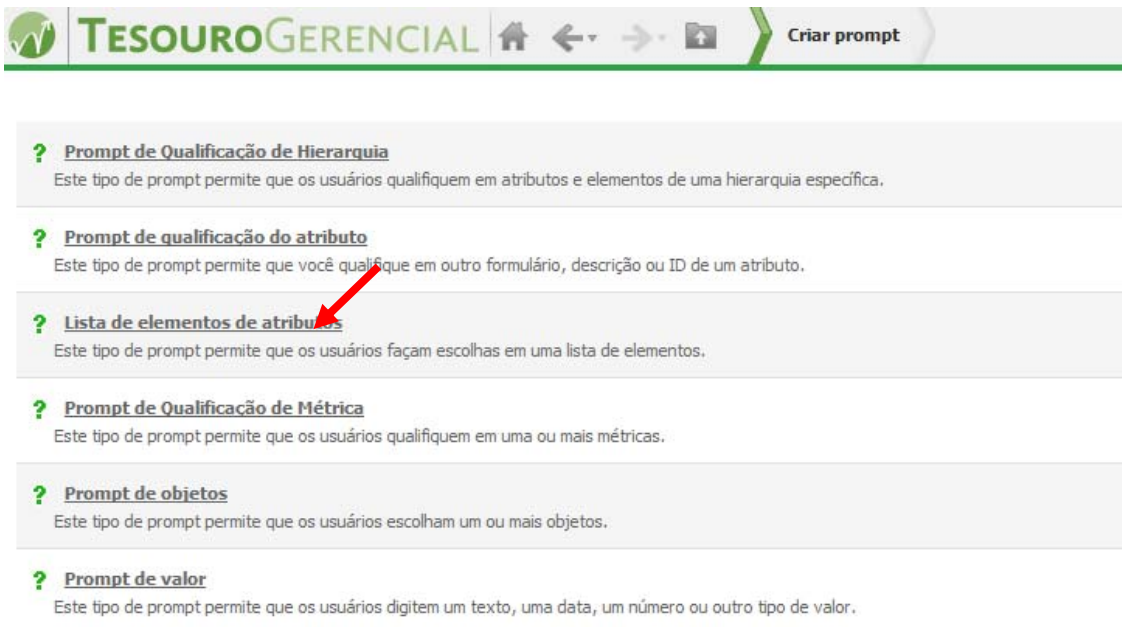 TESOUROGERENCIAL Criar prompt
? Prompt de Qualificação de Hierarquia
Este tipo de prompt permite que os usuários qualifiquem em atributos e elementos de uma hierarquia específica.
? Prompt de qualificação do atributo
Este tipo de prompt permite que você qualifique em outro formulário, descrição ou ID de um atributo.
? Lista de elementos de atributos
Este tipo de prompt permite que os usuários façam escolhas em uma lista de elementos.
? Prompt de Qualificação de Métrica
Este tipo de prompt permite que os usuários qualifiquem em uma ou mais métricas.
? Prompt de objetos
Este tipo de prompt permite que os usuários escolham um ou mais objetos.
? Prompt de valor
Este tipo de prompt permite que os usuários digitem um texto, uma data, um número ou outro tipo de valor.